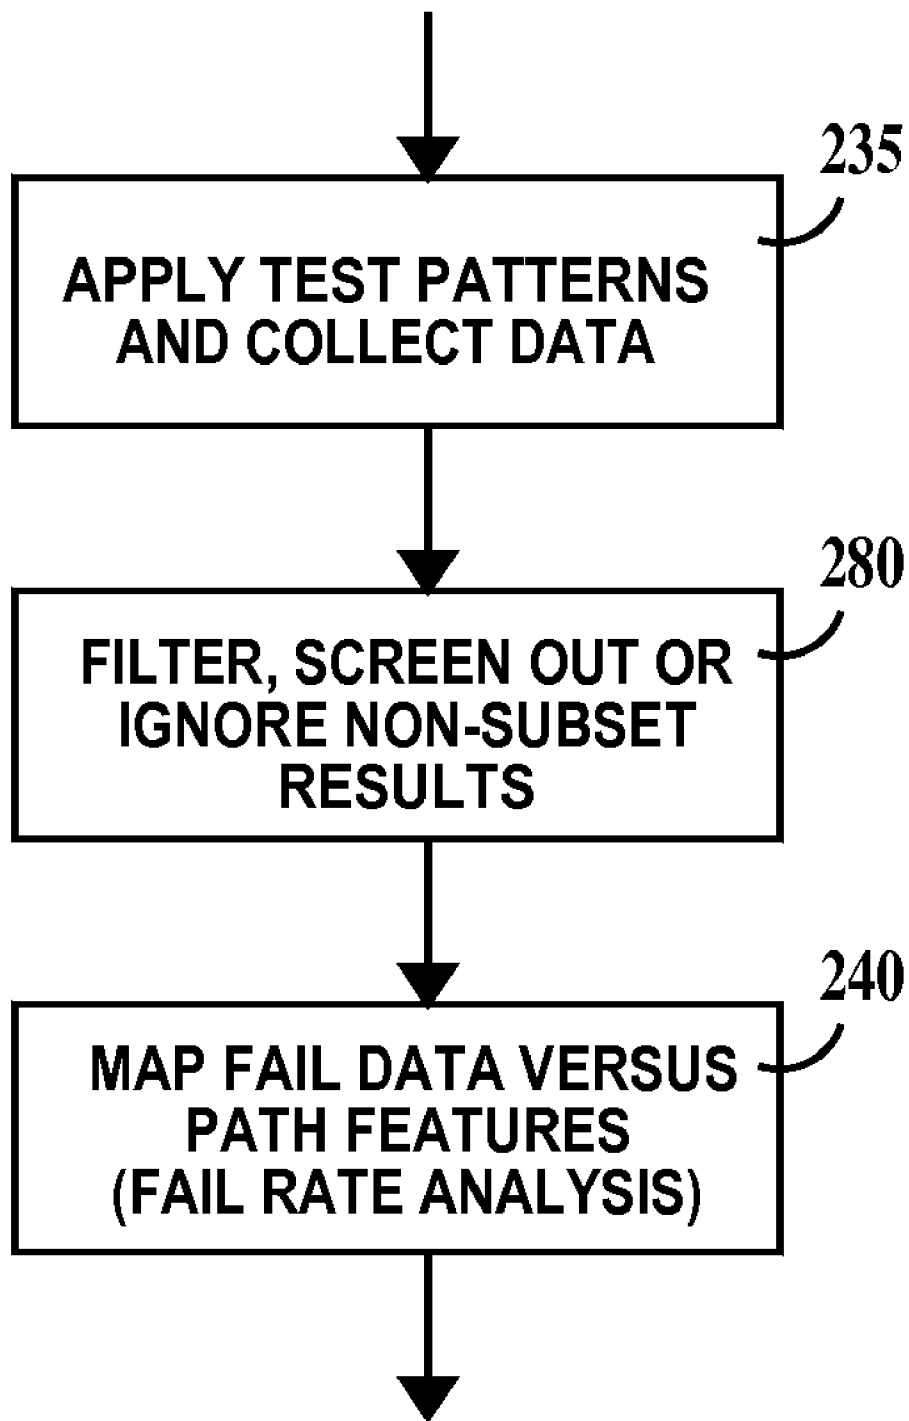 235
APPLY TEST PATTERNS
AND COLLECT DATA
280
FILTER, SCREEN OUT OR
IGNORE NON-SUBSET
RESULTS
240
MAP FAIL DATA VERSUS
PATH FEATURES
(FAIL RATE ANALYSIS)